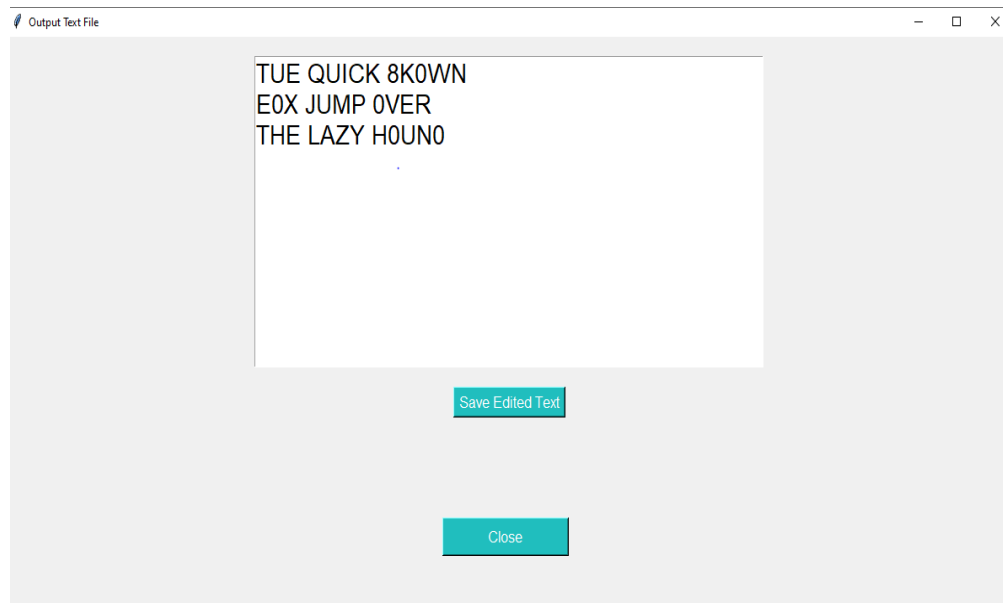 Output Text File
TUE QUICK 8K0WN
E0X JUMP 0VER
THE LAZY H0UN0
Save Edited Text
Close